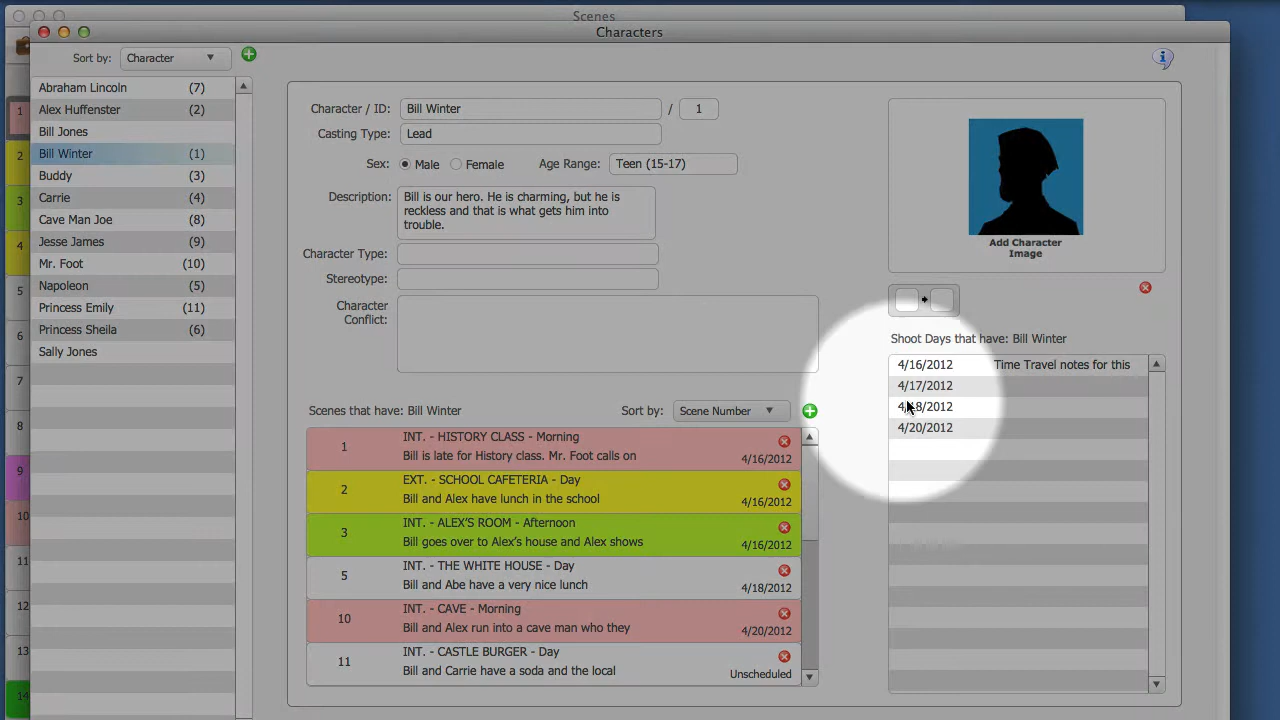 Scenes
Characters
Sort by: Character
Abraham Lincoln (7)
Alex Huffenster (2)
Bill Jones
Bill Winter (1)
Buddy (3)
Carrie (4)
Cave Man Joe (8)
Jesse James (9)
Mr. Foot (10)
Napoleon (5)
Princess Emily (11)
Princess Sheila (6)
Sally Jones
1
2
3
4
5
6
7
8
9
10
11
12
13
14
Character / ID: Bill Winter / 1
Casting Type: Lead
Sex: Male Female Age Range: Teen (15-17)
Description: Bill is our hero. He is charming, but he is
reckless and that is what gets him into
trouble.
Character Type:
Stereotype:
Character
Conflict:
Scenes that have: Bill Winter Sort by: Scene Number
1 INT. - HISTORY CLASS - Morning
Bill is late for History class. Mr. Foot calls on 4/16/2012
2 EXT. - SCHOOL CAFETERIA - Day
Bill and Alex have lunch in the school 4/16/2012
3 INT. - ALEX'S ROOM - Afternoon
Bill goes over to Alex's house and Alex shows 4/16/2012
5 INT. - THE WHITE HOUSE - Day
Bill and Abe have a very nice lunch 4/18/2012
10 INT. - CAVE - Morning
Bill and Alex run into a cave man who they 4/20/2012
11 INT. - CASTLE BURGER - Day
Bill and Carrie have a soda and the local Unscheduled
Add Character
Image
Shoot Days that have: Bill Winter
4/16/2012 Time Travel notes for this
4/17/2012
4/18/2012
4/20/2012